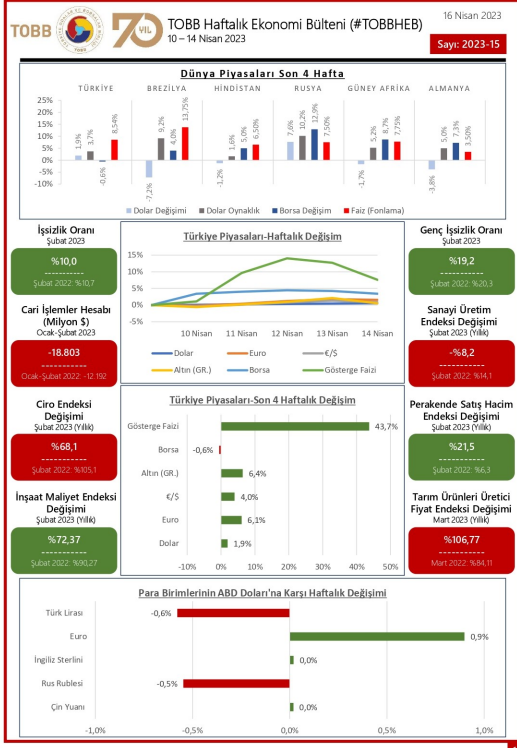 TOBB
70
YIL
TOBB Haftalık Ekonomi Bülteni (#TOBBHEB)
10 – 14 Nisan 2023
16 Nisan 2023
Sayı: 2023-15
Dünya Piyasaları Son 4 Hafta
TÜRKİYE BREZİLYA HİNDİSTAN RUSYA GÜNEY AFRİKA ALMANYA
25%
20%
15%
10%
5%
0%
-5%
-10%
1,9% 3,7% -0,6% 8,54%
-7,2% 9,2% 4,0% 13,75%
-1,2% 1,6% 5,0% 6,50%
7,6% 10,2% 12,9% 7,50%
-1,7% 5,2% 8,7% 7,75%
-3,8% 5,0% 7,3% 3,50%
Dolar Değişimi Dolar Oynaklık Borsa Değişim Faiz (Fonlama)
İşsizlik Oranı
Şubat 2023
%10,0
-----------
Şubat 2022: %10,7
Cari İşlemler Hesabı
(Milyon $)
Ocak-Şubat 2023
-18.803
-----------
Ocak-Şubat 2022: -12.192
Ciro Endeksi
Değişimi
Şubat 2023 (Yıllık)
%68,1
-----------
Şubat 2022: %105,1
İnşaat Maliyet Endeksi
Değişimi
Şubat 2023 (Yıllık)
%72,37
-----------
Şubat 2022: %90,27
Türkiye Piyasaları-Haftalık Değişim
15%
10%
5%
0%
-5%
10 Nisan 11 Nisan 12 Nisan 13 Nisan 14 Nisan
Dolar Euro €/$
Altın (GR.) Borsa Gösterge Faizi
Türkiye Piyasaları-Son 4 Haftalık Değişim
Gösterge Faizi 43,7%
Borsa -0,6%
Altın (GR.) 6,4%
€/$ 4,0%
Euro 6,1%
Dolar 1,9%
-10% 0% 10% 20% 30% 40% 50%
Genç İşsizlik Oranı
Şubat 2023
%19,2
-----------
Şubat 2022: %20,3
Sanayi Üretim
Endeksi Değişimi
Şubat 2023 (Yıllık)
-%8,2
-----------
Şubat 2022: %14,1
Perakende Satış Hacim
Endeksi Değişimi
Şubat 2023 (Yıllık)
%21,5
-----------
Şubat 2022: %6,3
Tarım Ürünleri Üretici
Fiyat Endeksi Değişimi
Mart 2023 (Yıllık)
%106,77
-----------
Mart 2022: %84,11
Para Birimlerinin ABD Doları'na Karşı Haftalık Değişimi
Türk Lirası -0,6%
Euro 0,9%
İngiliz Sterlini 0,0%
Rus Rublesi -0,5%
Çin Yuanı 0,0%
-1,0% -0,5% 0,0% 0,5% 1,0%